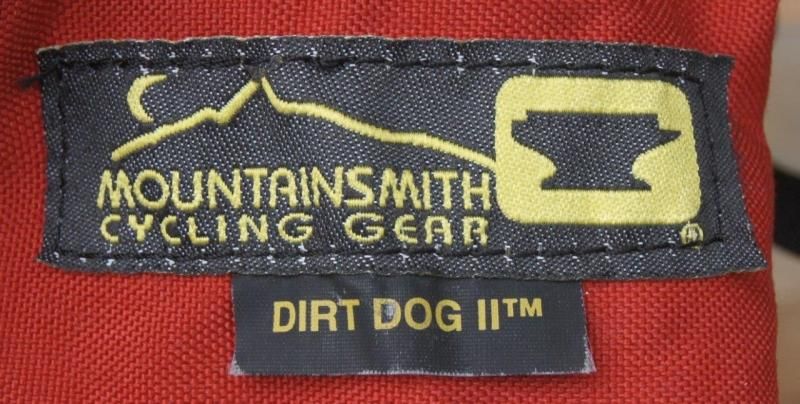 MOUNTAINSMITH
CYCLING GEAR
®
DIRT DOG II™